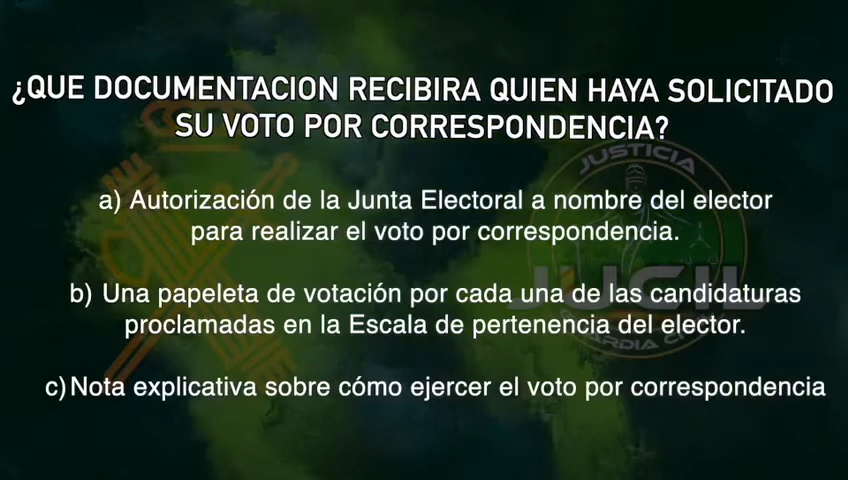 ¿QUE DOCUMENTACION RECIBIRA QUIEN HAYA SOLICITADO
SU VOTO POR CORRESPONDENCIA?
JUSTICIA
a) Autorización de la Junta Electoral a nombre del elector
para realizar el voto por correspondencia.
JUCIL
b) Una papeleta de votación por cada una de las candidaturas
proclamadas en la Escala de pertenencia del elector.
c) Nota explicativa sobre cómo ejercer el voto por correspondencia